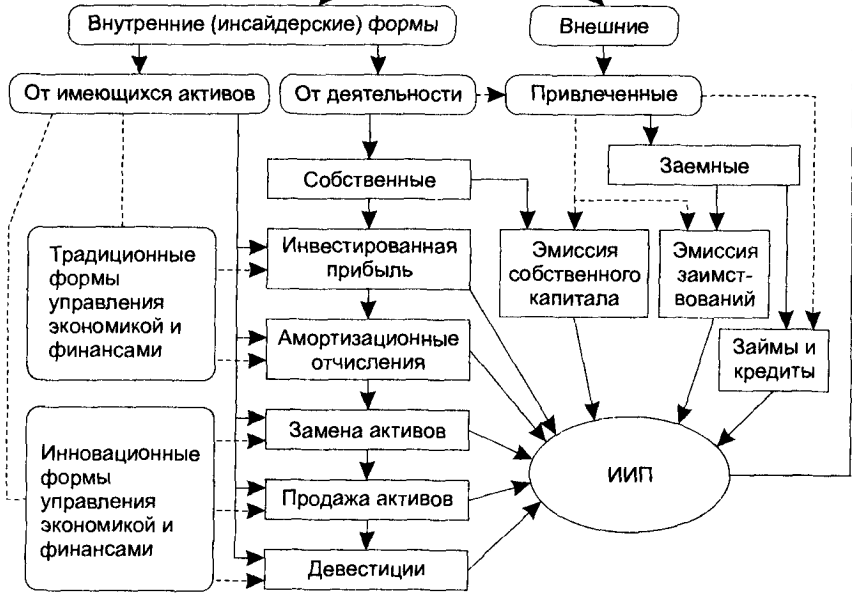 Внутренние (инсайдерские) формы
Внешние
От имеющихся активов
От деятельности
Привлеченные
Заемные
Собственные
Традиционные
формы
управления
экономикой и
финансами
Инвестированная
прибыль
Эмиссия
собственного
капитала
Эмиссия
заимст-
вований
Амортизационные
отчисления
Займы и
кредиты
Замена активов
Инновационные
формы
управления
экономикой и
финансами
ИИП
Продажа активов
Девестиции